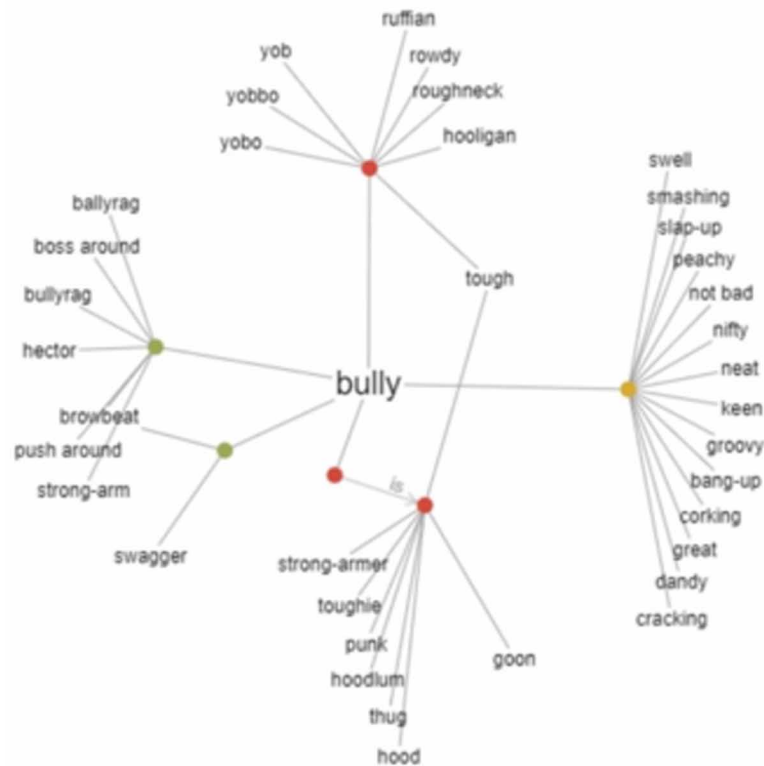 ruffian
yob
rowdy
yobbo
roughneck
yobo
hooligan
swell
smashing
ballyrag
slap-up
boss around
peachy
tough
bullyrag
not bad
nifty
hector
neat
bully
keen
browbeat
groovy
push around
bang-up
strong-arm
is
corking
swagger
great
strong-armer
dandy
toughie
cracking
punk
goon
hoodlum
thug
hood